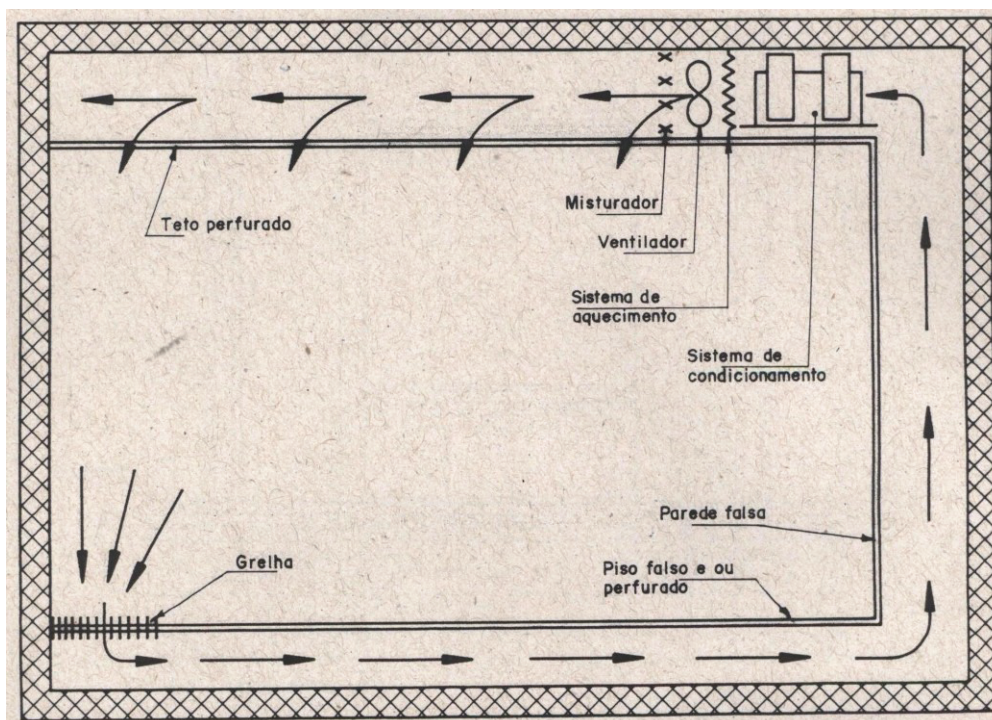 Misturador
Teto perfurado
Ventilador
Sistema de
aquecimento
Sistema de
condicionamento
Parede falsa
Grelha
Piso falso e ou
perfurado